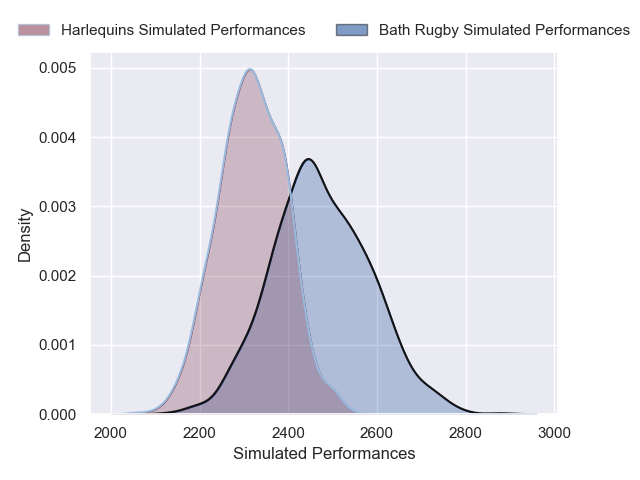 Harlequins Simulated Performances Bath Rugby Simulated Performances
0.005
0.004
0.003
0.002
0.001
0.000
Density
2000 2200 2400 2600 2800 3000
Simulated Performances